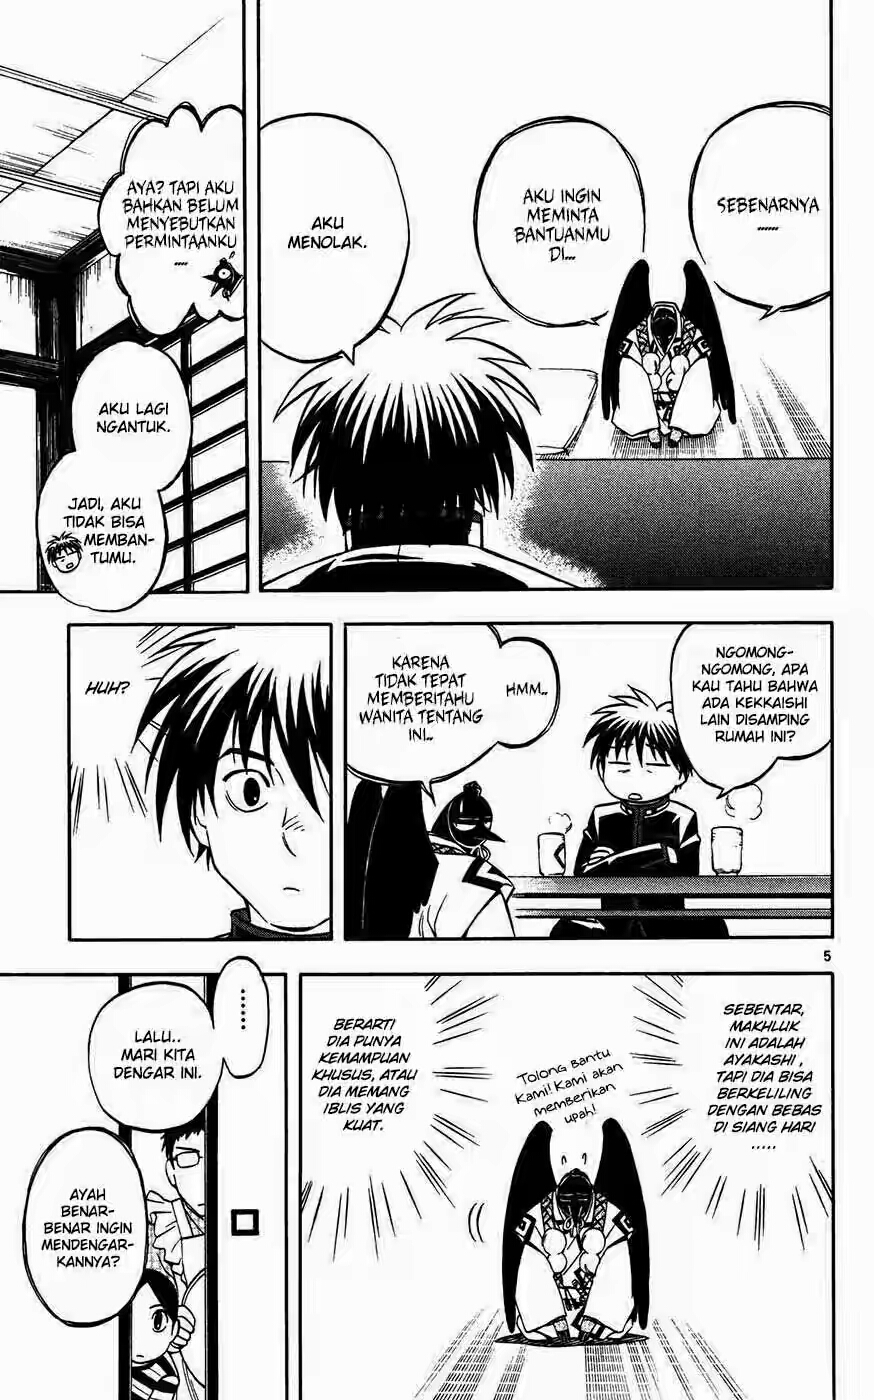 SEBENARNYA
......
AKU INGIN
MEMINTA
BANTUANMU
DI...
AKU
MENOLAK.
AYA? TAPI AKU
BAHKAN BELUM
MENYEBUTKAN
PERMINTAANKU
....
AKU LAGI
NGANTUK.
JADI, AKU
TIDAK BISA
MEMBAN-
TUMU.
NGOMONG-
NGOMONG, APA
KAU TAHU BAHWA
ADA KEKKAISHI
LAIN DISAMPING
RUMAH INI?
HMM..
KARENA
TIDAK TEPAT
MEMBERITAHU
WANITA TENTANG
INI..
HUH?
5
SEBENTAR,
MAKHLUK
INI ADALAH
AYAKASHI ,
TAPI DIA BISA
BERKELILING
DENGAN BEBAS
DI SIANG HARI
.....
Tolong bantu
kami! Kami akan
memberikan
upah!
BERARTI
DIA PUNYA
KEMAMPUAN
KHUSUS, ATAU
DIA MEMANG
IBLIS YANG
KUAT.
......
LALU..
MARI KITA
DENGAR INI.
AYAH
BENAR-
BENAR INGIN
MENDENGAR-
KANNYA?